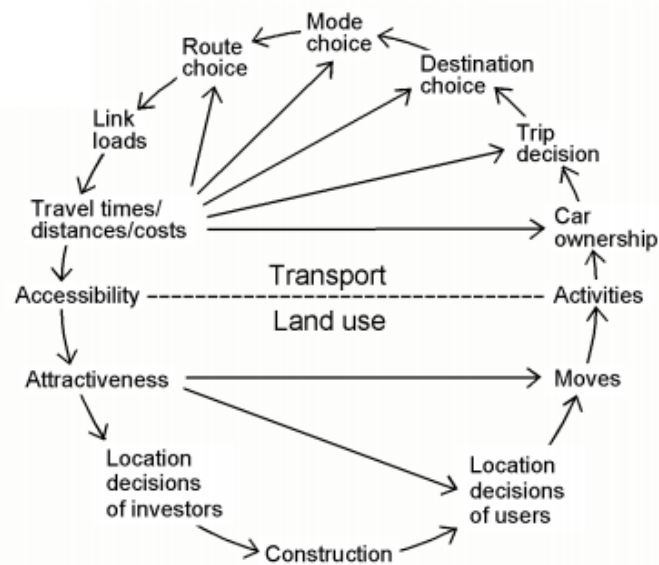 Mode
choice
Route
choice
Destination
choice
Link
loads
Trip
decision
Travel times/
distances/costs
Car
ownership
Transport
Accessibility
Activities
Land use
Attractiveness
Moves
Location
decisions
of investors
Location
decisions
of users
Construction